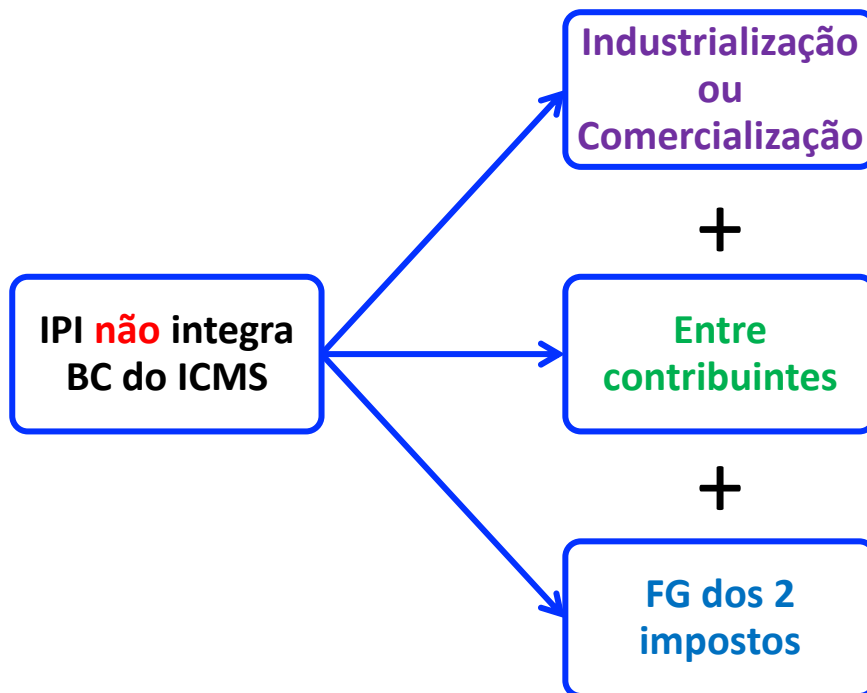 Industrialização
ou
Comercialização
+
IPI não integra
BC do ICMS
Entre
contribuintes
+
FG dos 2
impostos